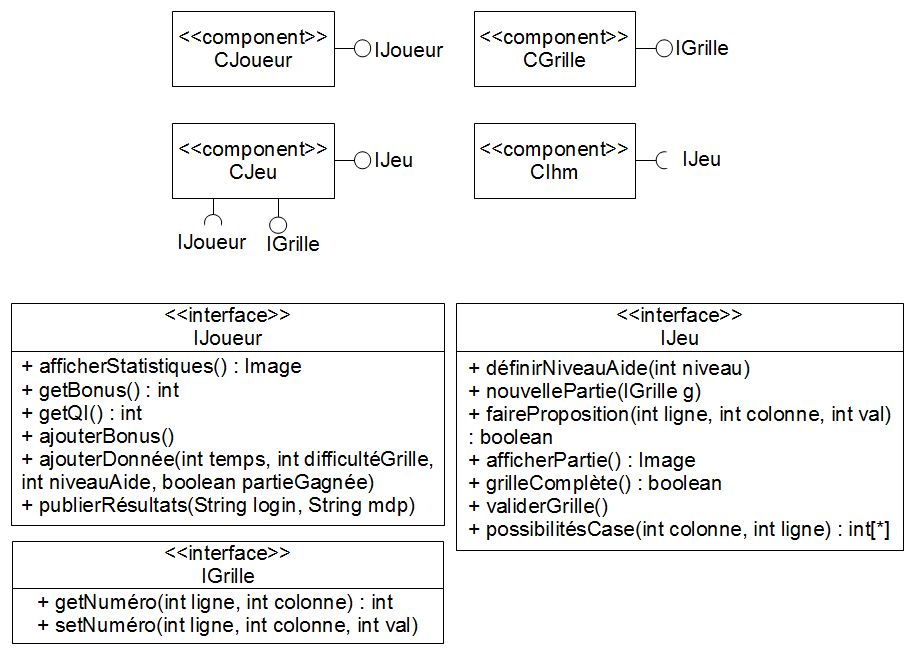 <<component>>
CJoueur
IJoueur
<<component>>
CGrille
IGrille
<<component>>
CJeu
IJeu
IJoueur
IGrille
<<component>>
CIhm
IJeu
<<interface>>
IJoueur
+ afficherStatistiques() : Image
+ getBonus() : int
+ getQI() : int
+ ajouterBonus()
+ ajouterDonnée(int temps, int difficultéGrille,
int niveauAide, boolean partieGagnée)
+ publierRésultats(String login, String mdp)
<<interface>>
IJeu
+ définirNiveauAide(int niveau)
+ nouvellePartie(IGrille g)
+ faireProposition(int ligne, int colonne, int val)
: boolean
+ afficherPartie() : Image
+ grilleComplète() : boolean
+ validerGrille()
+ possibilitésCase(int colonne, int ligne) : int[*]
<<interface>>
IGrille
+ getNuméro(int ligne, int colonne) : int
+ setNuméro(int ligne, int colonne, int val)